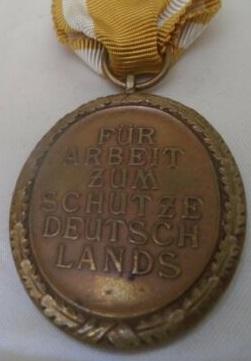 FÜR
ARBEIT
ZUM
SCHUTZE
DEUTSCH
LANDS